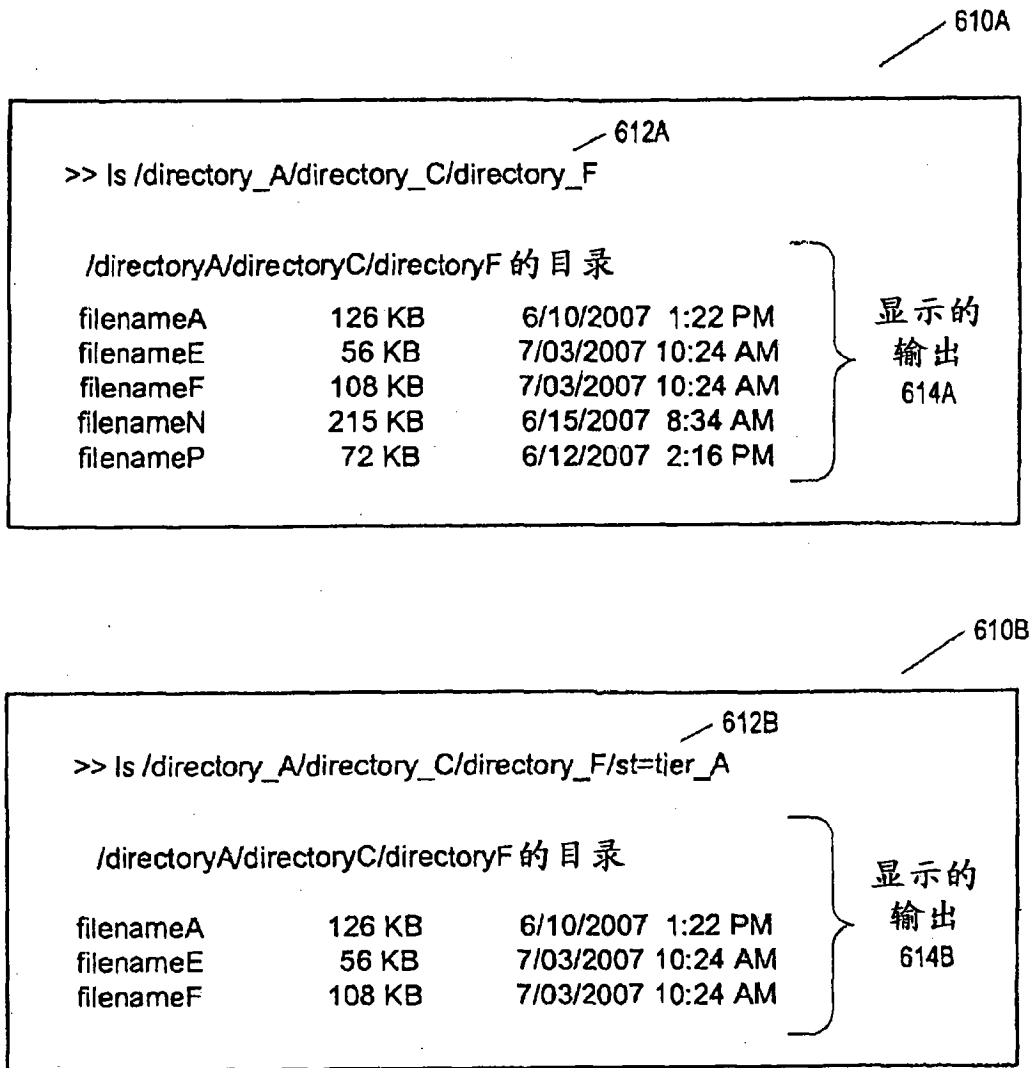 610A
612A
>> ls /directory_A/directory_C/directory_F
/directoryA/directoryC/directoryF 的目录
filenameA 126 KB 6/10/2007 1:22 PM
filenameE 56 KB 7/03/2007 10:24 AM
filenameF 108 KB 7/03/2007 10:24 AM
filenameN 215 KB 6/15/2007 8:34 AM
filenameP 72 KB 6/12/2007 2:16 PM
显示的
输出
614A
610B
612B
>> ls /directory_A/directory_C/directory_F/st=tier_A
/directoryA/directoryC/directoryF 的目录
filenameA 126 KB 6/10/2007 1:22 PM
filenameE 56 KB 7/03/2007 10:24 AM
filenameF 108 KB 7/03/2007 10:24 AM
显示的
输出
614B